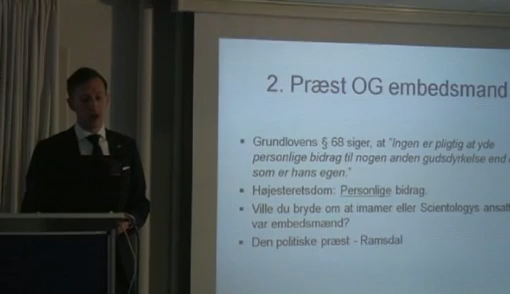 2. Præst OG embedsmand
Grundlovens § 68 siger, at "Ingen er pligtig at yde
personlige bidrag til nogen anden gudsdyrkelse end
som er hans egen."
Højesteretsdom: Personlige bidrag.
Ville du bryde om at imamer eller Scientologys ansatt
var embedsmænd?
Den politiske præst - Ramsdal